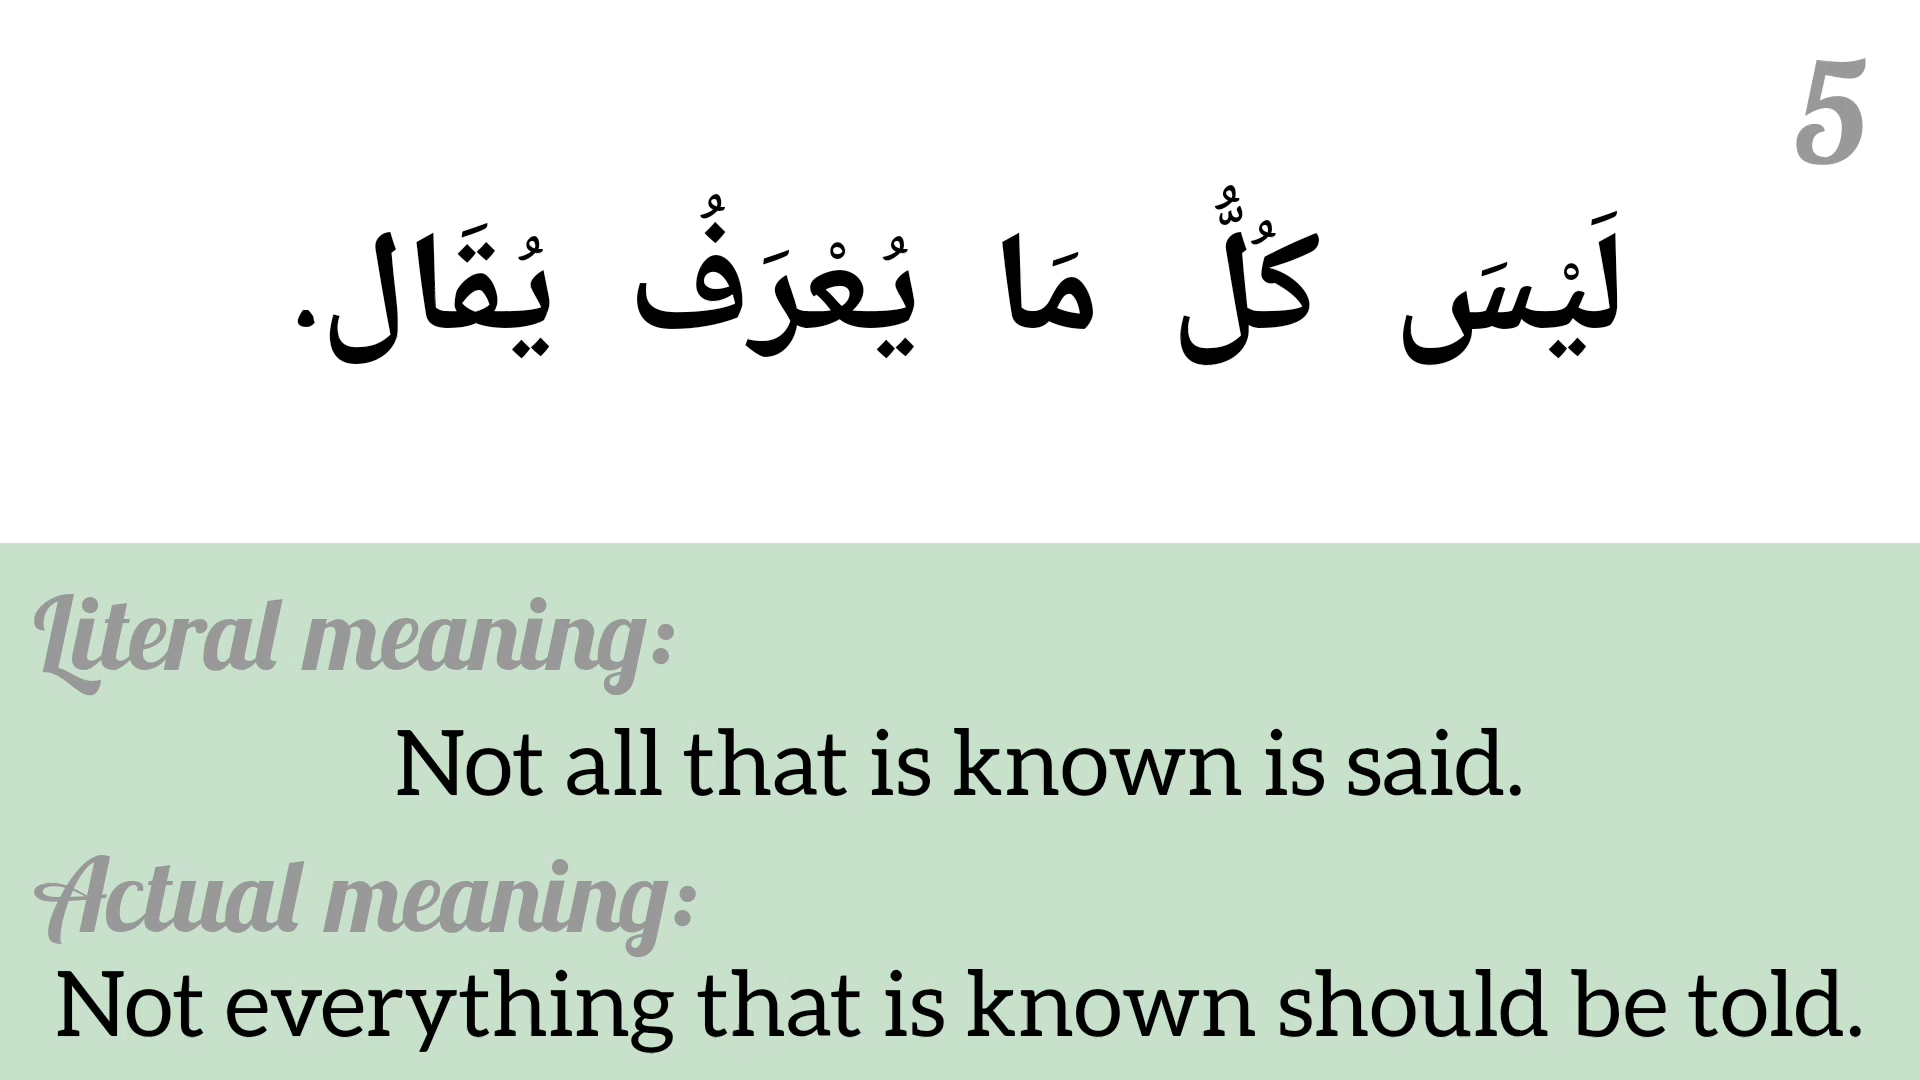 5
لَيْسَ كُلُّ مَا يُعْرَفُ يُقَال.
Literal meaning:
Not all that is known is said.
Actual meaning:
Not everything that is known should be told.